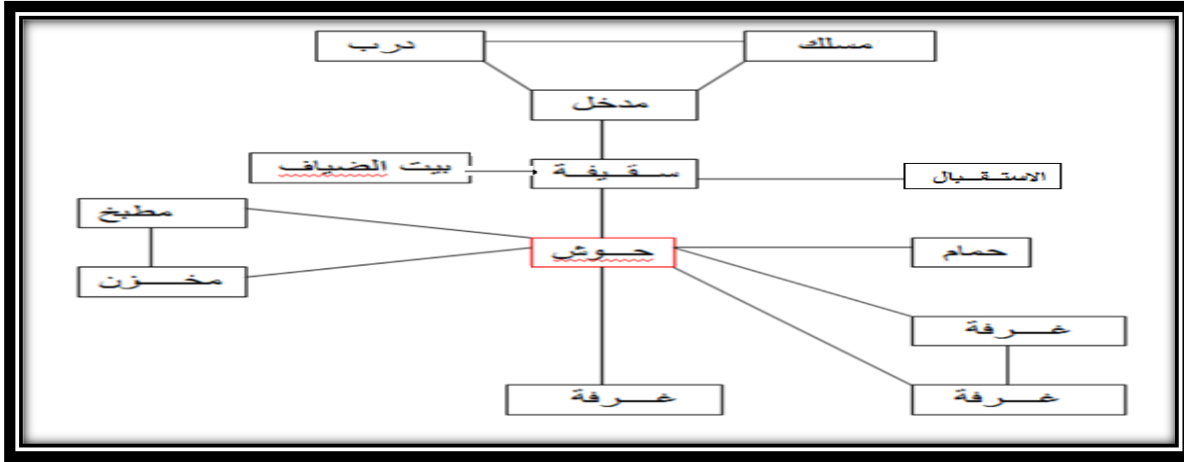 مسلك
درب
مدخل
سقيفة
بيت الضياف
الاستقبال
مطبخ
حوش
حمام
مخزن
غرفة
غرفة
غرفة